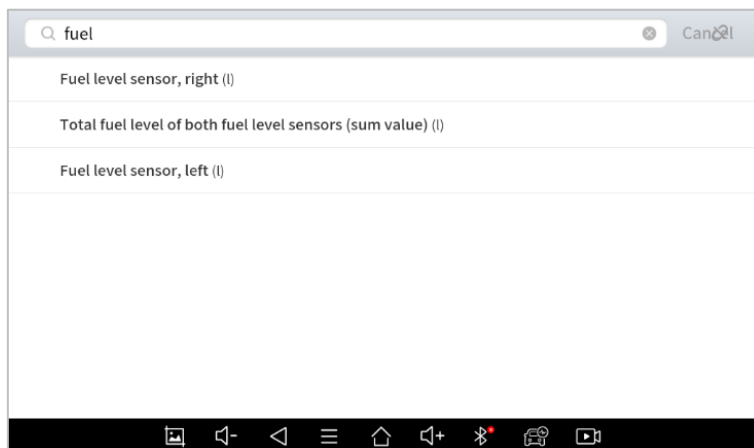 fuel
Cancel
Fuel level sensor, right (l)
Total fuel level of both fuel level sensors (sum value) (l)
Fuel level sensor, left (l)